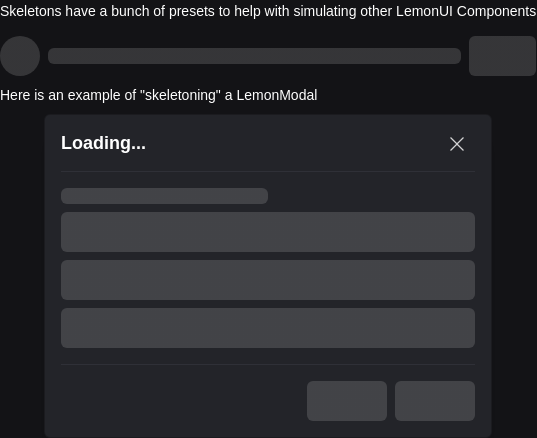 Skeletons have a bunch of presets to help with simulating other LemonUI Components
Here is an example of "skeletoning" a LemonModal
Loading...